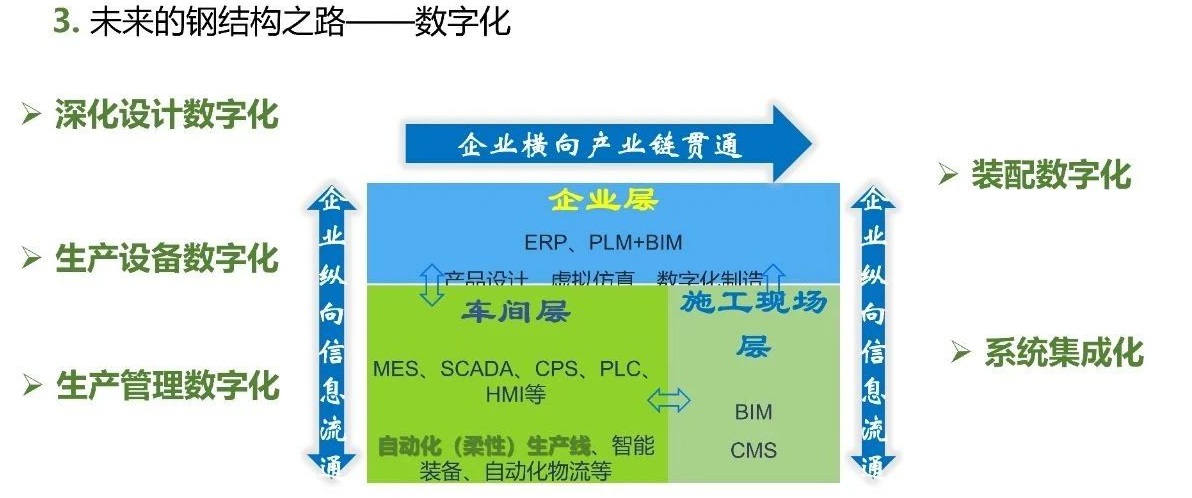 3. 未来的钢结构之路——数字化
深化设计数字化
生产设备数字化
生产管理数字化
企业横向产业链贯通
企业纵向信息流通
企业层
ERP、PLM+BIM
产品设计、虚拟仿真、数字化制造
车间层
MES、SCADA、CPS、PLC、
HMI等
自动化（柔性）生产线、智能
装备、自动化物流等
施工现场
层
BIM
CMS
企业纵向信息流通
装配数字化
系统集成化